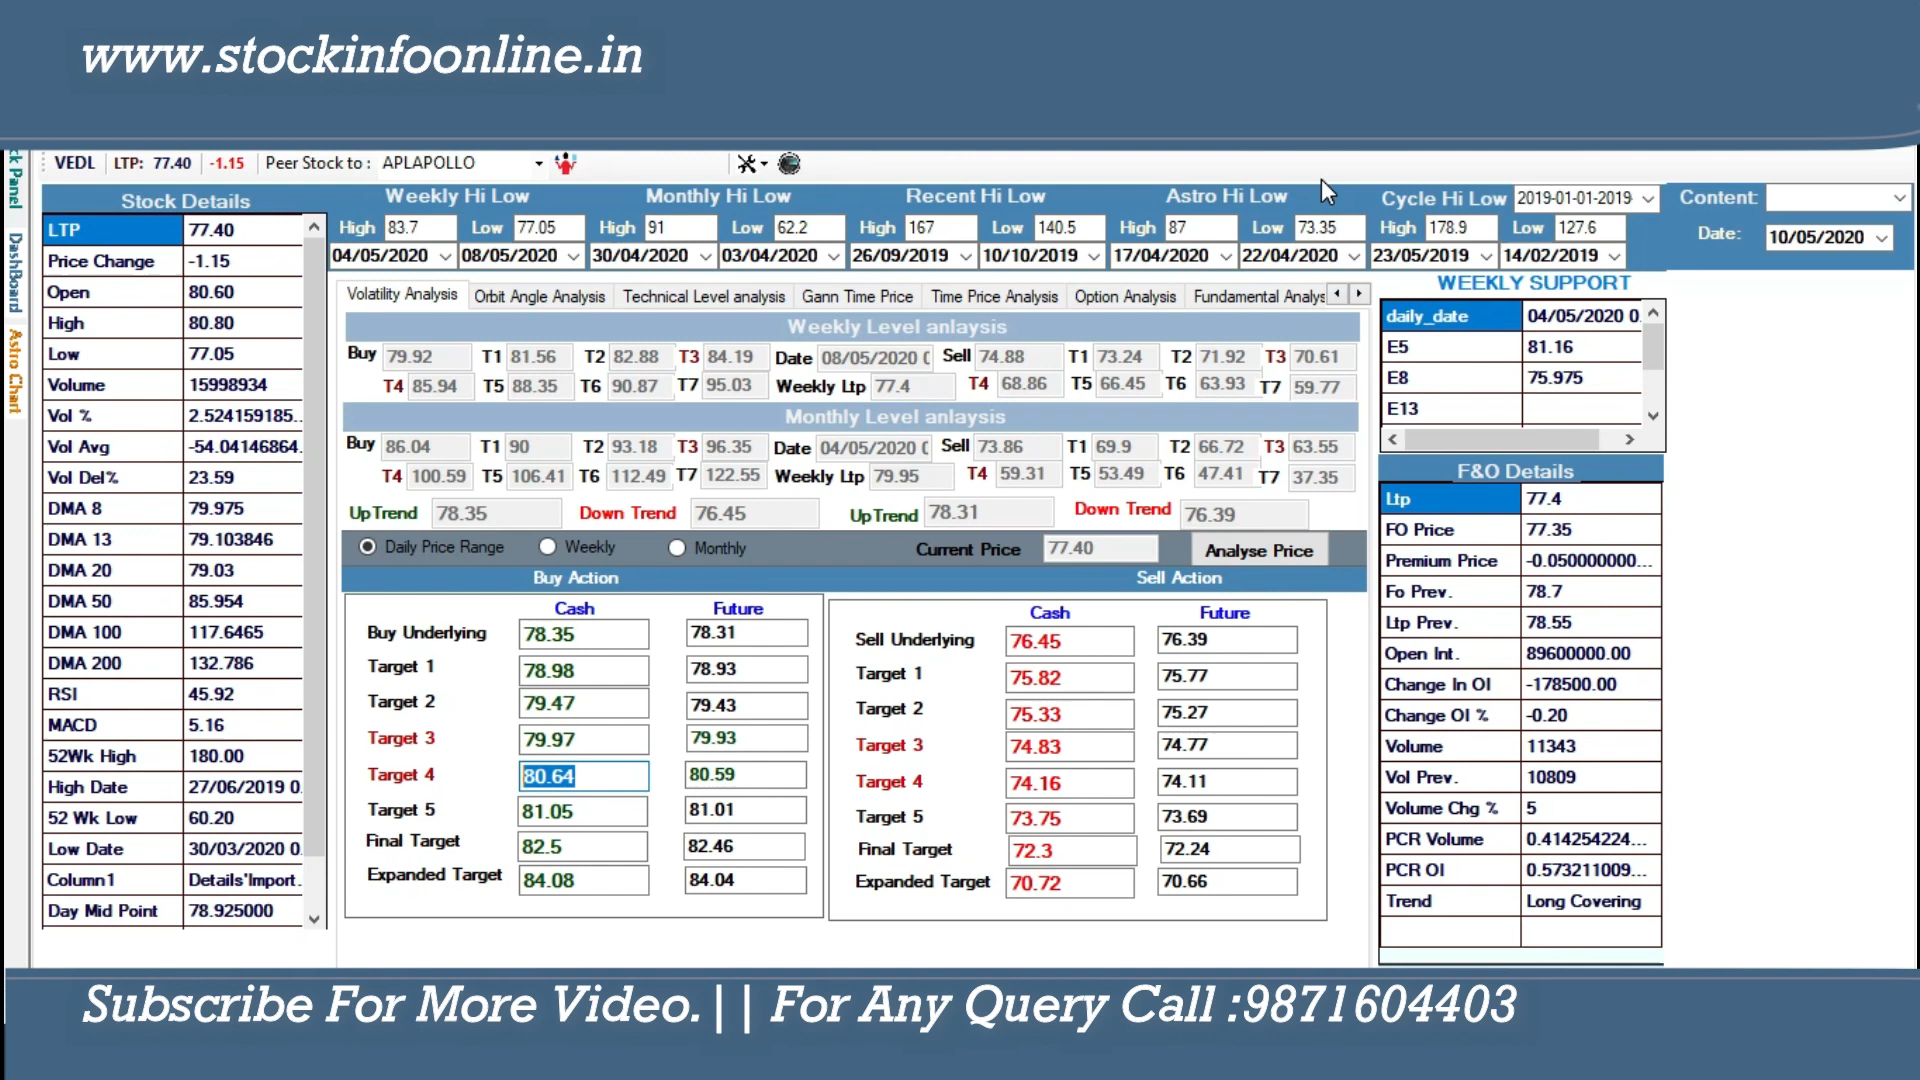 www.stockinfoonline.in
VEDL LTP: 77.40 -1.15 Peer Stock to : APLAPOLLO
k Panel
DashBoard
Astro Chart
Stock Details
LTP 77.40
Price Change -1.15
Open 80.60
High 80.80
Low 77.05
Volume 15998934
Vol % 2.524159185..
Vol Avg -54.04146864.
Vol Del% 23.59
DMA 8 79.975
DMA 13 79.103846
DMA 20 79.03
DMA 50 85.954
DMA 100 117.6465
DMA 200 132.786
RSI 45.92
MACD 5.16
52Wk High 180.00
High Date 27/06/2019 0.
52 Wk Low 60.20
Low Date 30/03/2020 0.
Column1 Details'Import.
Day Mid Point 78.925000
Weekly Hi Low Monthly Hi Low Recent Hi Low Astro Hi Low Cycle Hi Low 2019-01-01-2019-
High 83.7 Low 77.05 High 91 Low 62.2 High 167 Low 140.5 High 87 Low 73.35 High 178.9 Low 127.6
04/05/2020 08/05/2020 30/04/2020 03/04/2020 26/09/2019 10/10/2019 17/04/2020 22/04/2020 23/05/2019 14/02/2019
Content:
Date: 10/05/2020
Volatility Analysis Orbit Angle Analysis Technical Level analysis Gann Time Price Time Price Analysis Option Analysis Fundamental Analys
Weekly Level anlaysis
Buy 79.92 T1 81.56 T2 82.88 T3 84.19 Date 08/05/2020 0 Sell 74.88 T1 73.24 T2 71.92 T3 70.61
T4 85.94 T5 88.35 T6 90.87 T7 95.03 Weekly Ltp 77.4 T4 68.86 T5 66.45 T6 63.93 T7 59.77
Monthly Level anlaysis
Buy 86.04 T1 90 T2 93.18 T3 96.35 Date 04/05/2020 0 Sell 73.86 T1 69.9 T2 66.72 T3 63.55
T4 100.59 T5 106.41 T6 112.49 T7 122.55 Weekly Ltp 79.95 T4 59.31 T5 53.49 T6 47.41 T7 37.35
UpTrend 78.35 Down Trend 76.45 UpTrend 78.31 Down Trend 76.39
Daily Price Range Weekly Monthly Current Price 77.40 Analyse Price
Buy Action Sell Action
Cash Future
Buy Underlying 78.35 78.31
Target 1 78.98 78.93
Target 2 79.47 79.43
Target 3 79.97 79.93
Target 4 80.64 80.59
Target 5 81.05 81.01
Final Target 82.5 82.46
Expanded Target 84.08 84.04
Cash Future
Sell Underlying 76.45 76.39
Target 1 75.82 75.77
Target 2 75.33 75.27
Target 3 74.83 74.77
Target 4 74.16 74.11
Target 5 73.75 73.69
Final Target 72.3 72.24
Expanded Target 70.72 70.66
WEEKLY SUPPORT
daily_date 04/05/2020 0.
E5 81.16
E8 75.975
E13
F&O Details
Ltp 77.4
FO Price 77.35
Premium Price -0.050000000...
Fo Prev. 78.7
Ltp Prev. 78.55
Open Int. 89600000.00
Change In OI -178500.00
Change OI % -0.20
Volume 11343
Vol Prev. 10809
Volume Chg % 5
PCR Volume 0.414254224...
PCR OI 0.573211009...
Trend Long Covering
Subscribe For More Video. || For Any Query Call :9871604403